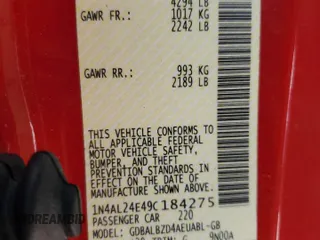 4294 LB
GAWR FR: 1017 KG
2242 LB
GAWR RR: 993 KG
2189 LB
THIS VEHICLE CONFORMS TO
ALL APPLICABLE FEDERAL
MOTOR VEHICLE SAFETY,
BUMPER, AND THEFT
PREVENTION STANDARDS IN
EFFECT ON THE DATE OF
MANUFACTURE SHOWN ABOVE.
1N4AL24E49C184275
PASSENGER CAR 220
MODEL: GDBALBZD4AEUABL-GB
TRIM: G 9N00A